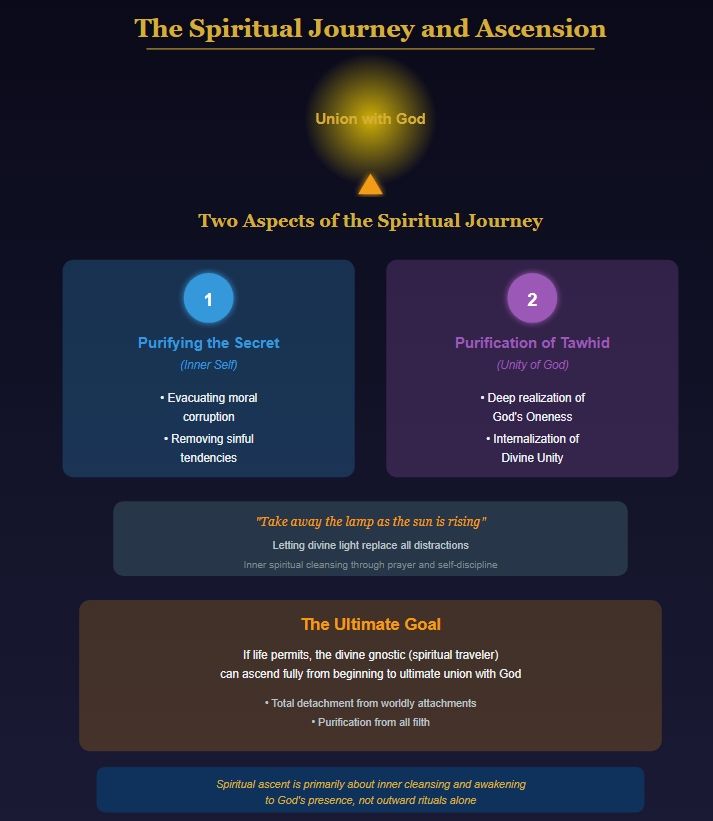 The Spiritual Journey and Ascension
Union with God
Two Aspects of the Spiritual Journey
1
Purifying the Secret
(Inner Self)
• Evacuating moral
corruption
• Removing sinful
tendencies
2
Purification of Tawhid
(Unity of God)
• Deep realization of
God's Oneness
• Internalization of
Divine Unity
"Take away the lamp as the sun is rising"
Letting divine light replace all distractions
Inner spiritual cleansing through prayer and self-discipline
The Ultimate Goal
If life permits, the divine gnostic (spiritual traveler)
can ascend fully from beginning to ultimate union with God
• Total detachment from worldly attachments
• Purification from all filth
Spiritual ascent is primarily about inner cleansing and awakening
to God's presence, not outward rituals alone